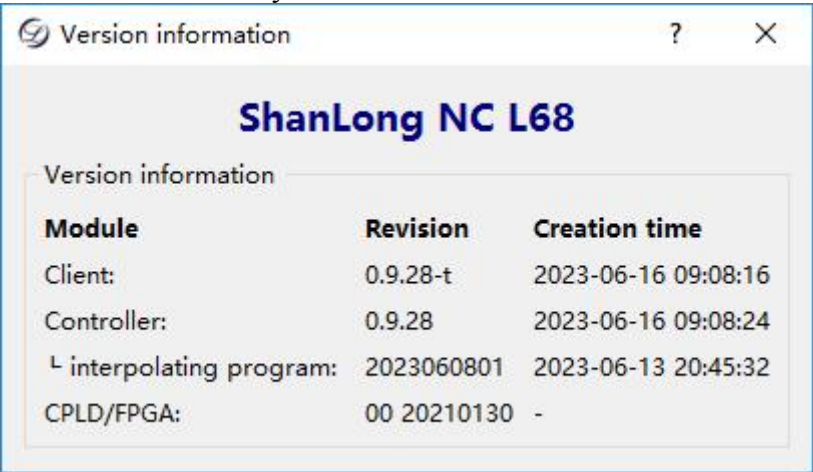 Version information ? ×
ShanLong NC L68
Version information
Module Revision Creation time
Client: 0.9.28-t 2023-06-16 09:08:16
Controller: 0.9.28 2023-06-16 09:08:24
└ interpolating program: 2023060801 2023-06-13 20:45:32
CPLD/FPGA: 00 20210130 -